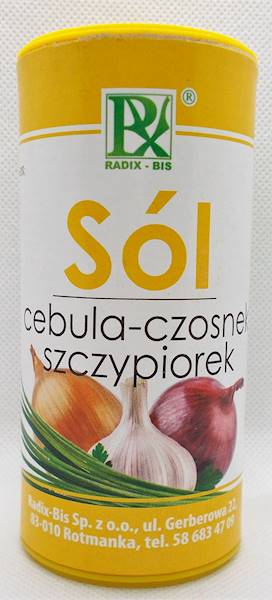 ®
RADIX - BIS
Sól
cebula-czosnek
szczypiorek
Radix-Bis Sp. z o.o., ul. Gerberowa 22,
83-010 Rotmanka, tel. 58 683 47 09